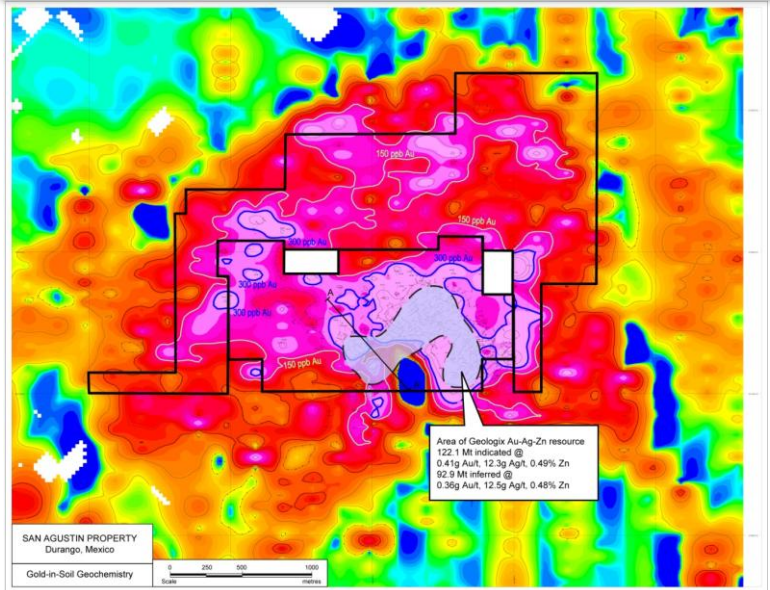 150 ppb Au
150 ppb Au
300 ppb Au
300 ppb Au
300 ppb Au
300 ppb Au
A
150 ppb Au
Area of Geologix Au-Ag-Zn resource
122.1 Mt indicated @
0.41g Au/t, 12.3g Ag/t, 0.49% Zn
92.9 Mt inferred @
0.36g Au/t, 12.5g Ag/t, 0.48% Zn
SAN AGUSTIN PROPERTY
Durango, Mexico
Gold-in-Soil Geochemistry
0 250 500 1000
Scale metres